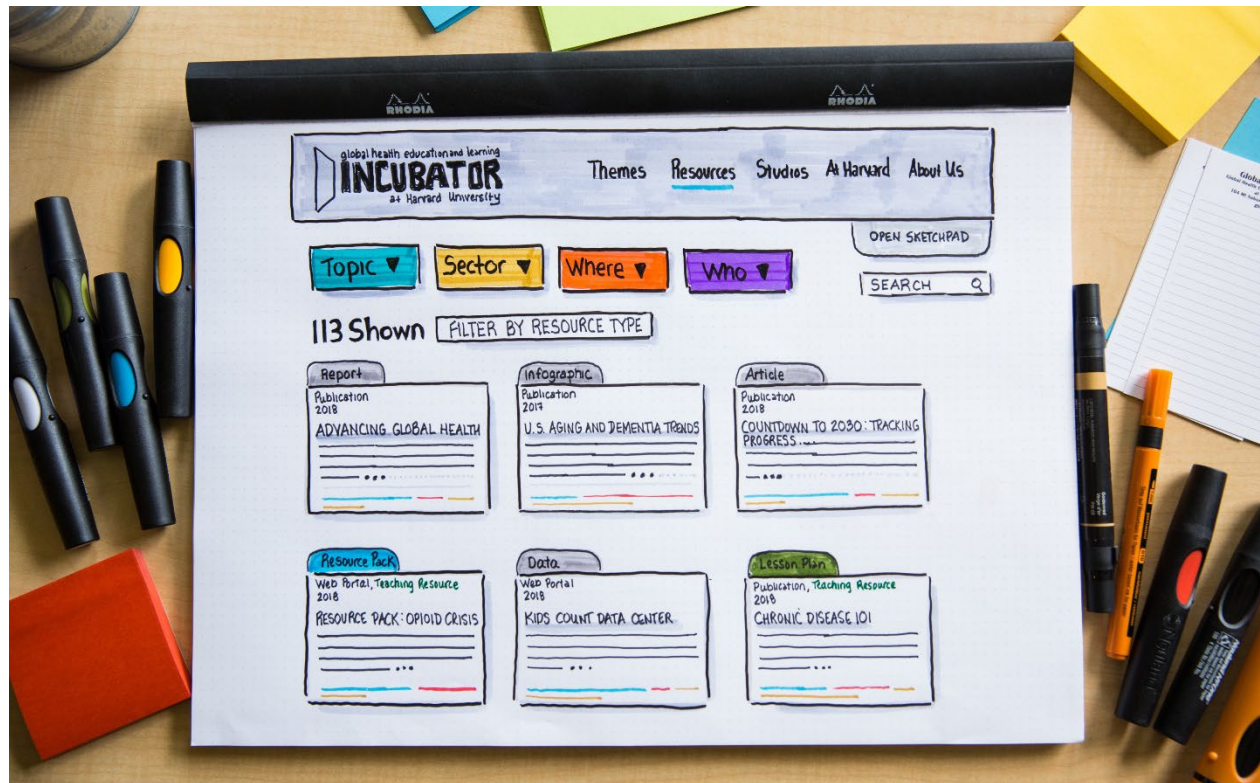 RHODIA
RHODIA
global health education and learning
INCUBATOR
at Harvard University
Themes Resources Studios At Harvard About Us
OPEN SKETCHPAD
Topic Sector Where Who
SEARCH
113 Shown FILTER BY RESOURCE TYPE
Report
Publication
2018
ADVANCING GLOBAL HEALTH
Infographic
Publication
2017
U.S. AGING AND DEMENTIA TRENDS
Article
Publication
2018
COUNTDOWN TO 2030: TRACKING
PROGRESS...
Resource Pack
Web Portal, Teaching Resource
2018
RESOURCE PACK: OPIOID CRISIS
Data
Web Portal
2018
KIDS COUNT DATA CENTER
Lesson Plan
Publication, Teaching Resource
2018
CHRONIC DISEASE 101